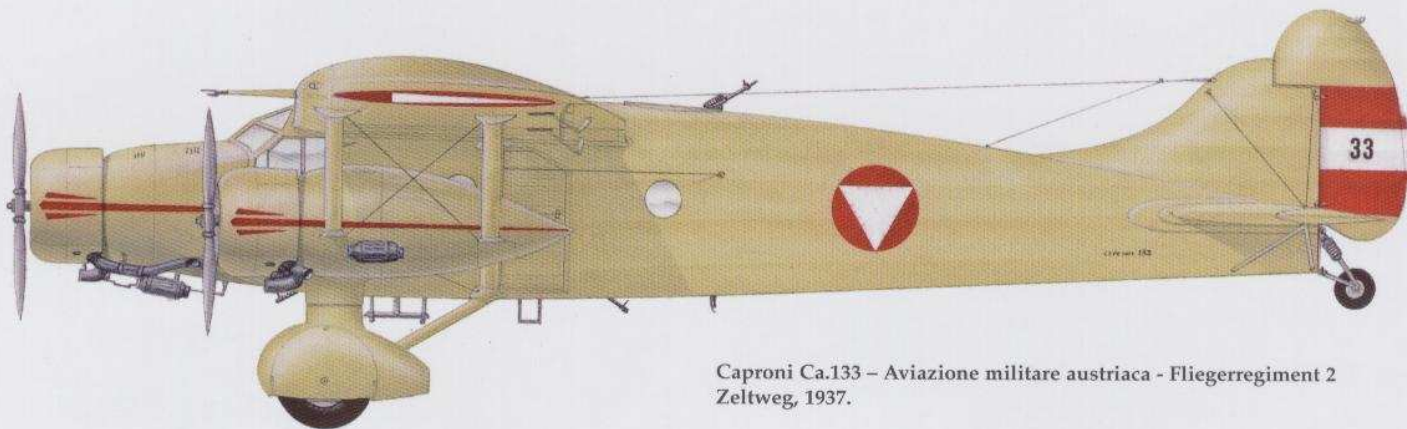 33
Caproni Ca.133 – Aviazione militare austriaca - Fliegerregiment 2
Zeltweg, 1937.